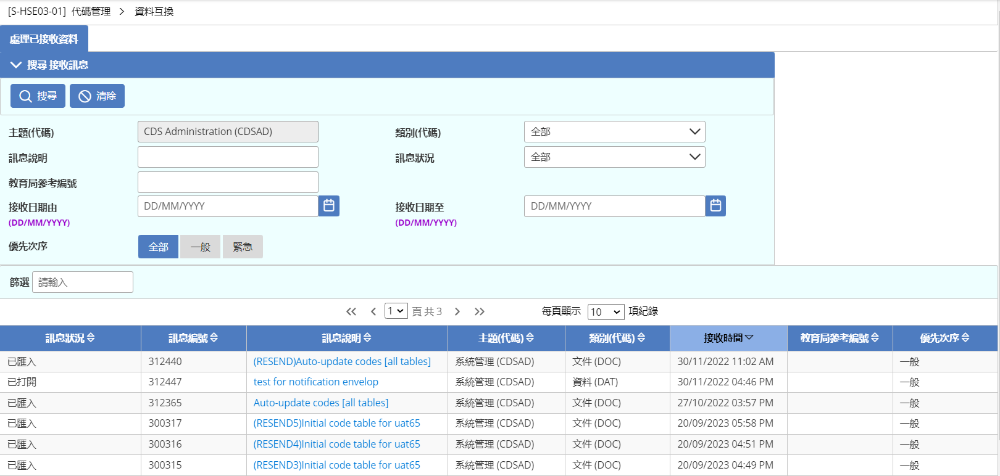 [S-HSE03-01] 代碼管理 > 資料互換
處理已接收資料
搜尋 接收訊息
搜尋 清除
主題(代碼) CDS Administration (CDSAD) 類別(代碼) 全部
訊息說明 訊息狀況 全部
教育局參考編號
接收日期由 DD/MM/YYYY 接收日期至 DD/MM/YYYY
(DD/MM/YYYY) (DD/MM/YYYY)
優先次序 全部 一般 緊急
篩選 請輸入
« ‹ 1 頁 共 3 › » 每頁顯示 10 項紀錄
訊息狀況 訊息編號 訊息說明 主題(代碼) 類別(代碼) 接收時間 教育局參考編號 優先次序
已匯入 312440 (RESEND)Auto-update codes [all tables] 系統管理 (CDSAD) 文件 (DOC) 30/11/2022 11:02 AM 一般
已打開 312447 test for notification envelop 系統管理 (CDSAD) 資料 (DAT) 30/11/2022 04:46 PM 一般
已匯入 312365 Auto-update codes [all tables] 系統管理 (CDSAD) 文件 (DOC) 27/10/2022 03:57 PM 一般
已匯入 300317 (RESEND5)Initial code table for uat65 系統管理 (CDSAD) 文件 (DOC) 20/09/2023 05:58 PM 一般
已匯入 300316 (RESEND4)Initial code table for uat65 系統管理 (CDSAD) 文件 (DOC) 20/09/2023 04:51 PM 一般
已匯入 300315 (RESEND3)Initial code table for uat65 系統管理 (CDSAD) 文件 (DOC) 20/09/2023 04:49 PM 一般